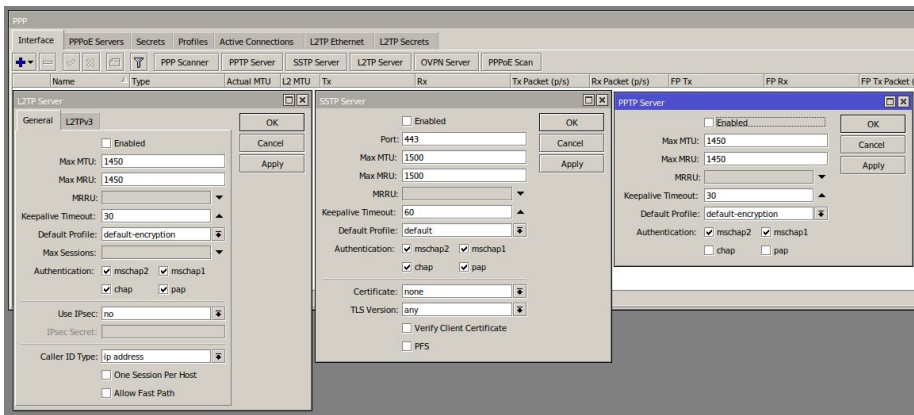 PPP
Interface PPPoE Servers Secrets Profiles Active Connections L2TP Ethernet L2TP Secrets
PPP Scanner PPTP Server SSTP Server L2TP Server OVPN Server PPPoE Scan
Name Type Actual MTU L2 MTU Tx Rx Tx Packet (p/s) Rx Packet (p/s) FP Tx FP Rx FP Tx Packet (
L2TP Server
General L2TPv3
OK
Enabled
Cancel
Max MTU: 1450
Apply
Max MRU: 1450
MRRU:
Keepalive Timeout: 30
Default Profile: default-encryption
Max Sessions:
Authentication: mschap2 mschap1
chap pap
Use IPsec: no
IPsec Secret:
Caller ID Type: ip address
One Session Per Host
Allow Fast Path
SSTP Server
Enabled
OK
Port: 443
Cancel
Max MTU: 1500
Apply
Max MRU: 1500
MRRU:
Keepalive Timeout: 60
Default Profile: default
Authentication: mschap2 mschap1
chap pap
Certificate: none
TLS Version: any
Verify Client Certificate
PFS
PPTP Server
Enabled
OK
Max MTU: 1450
Cancel
Max MRU: 1450
Apply
MRRU:
Keepalive Timeout: 30
Default Profile: default-encryption
Authentication: mschap2 mschap1
chap pap